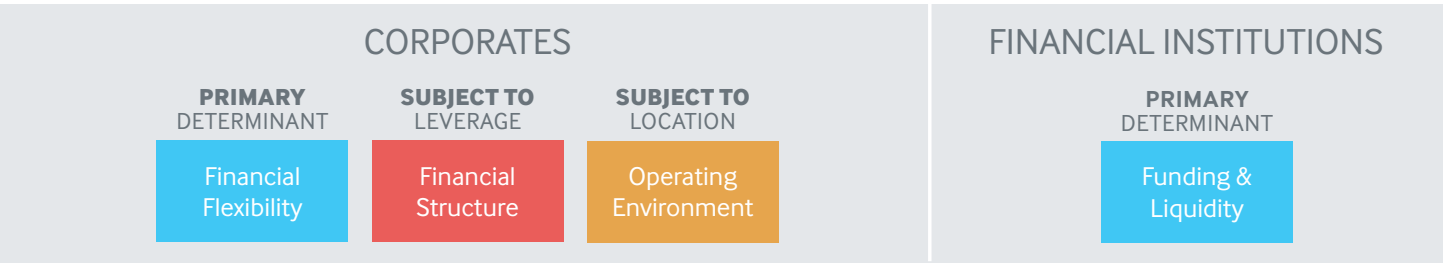 CORPORATES
PRIMARY
DETERMINANT
Financial
Flexibility
SUBJECT TO
LEVERAGE
Financial
Structure
SUBJECT TO
LOCATION
Operating
Environment
FINANCIAL INSTITUTIONS
PRIMARY
DETERMINANT
Funding &
Liquidity